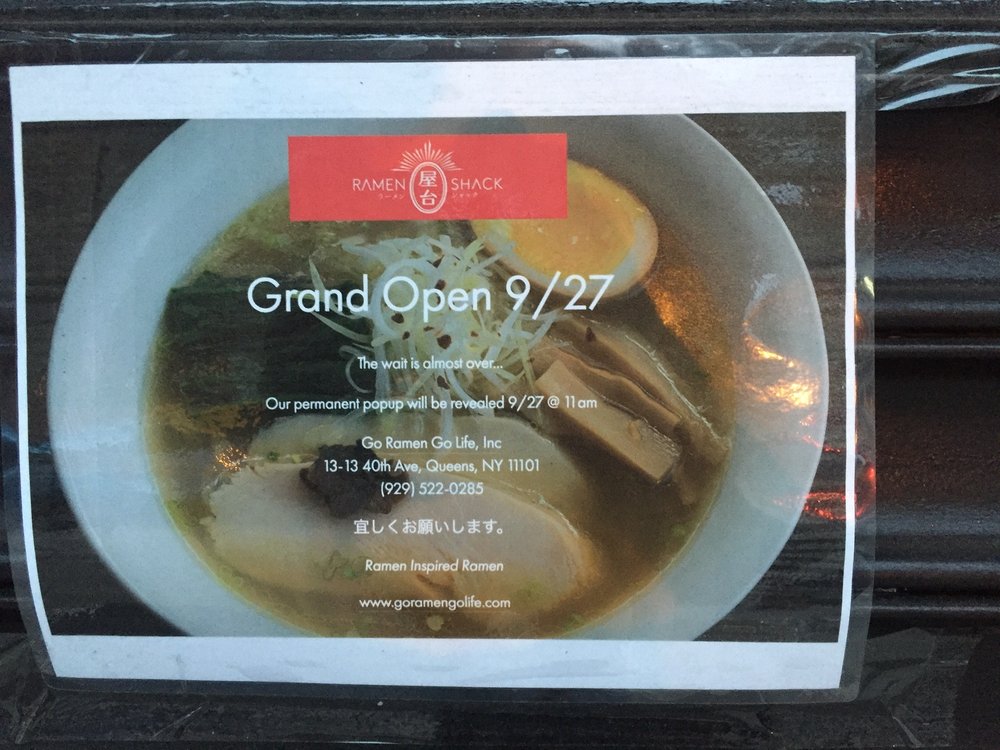 RAMEN 屋台 SHACK
ラーメン シャック
Grand Open 9/27
The wait is almost over...
Our permanent popup will be revealed 9/27 @ 11am
Go Ramen Go Life, Inc
13-13 40th Ave, Queens, NY 11101
(929) 522-0285
宜しくお願いします。
Ramen Inspired Ramen
www.goramengolife.com